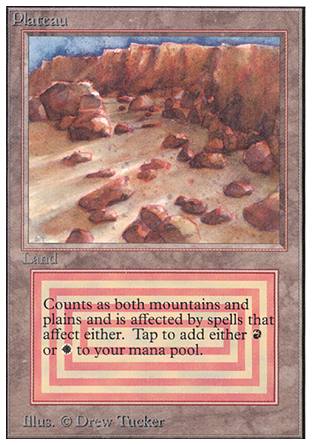 Plateau
Land
Counts as both mountains and
plains and is affected by spells that
affect either. Tap to add either
or to your mana pool.
Illus. © Drew Tucker